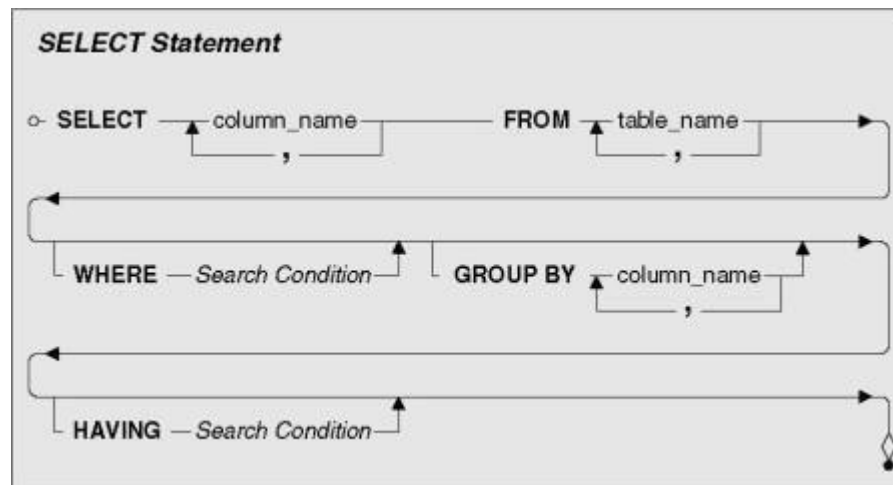 SELECT Statement
SELECT column_name FROM table_name
, ,
WHERE Search Condition GROUP BY column_name
,
HAVING Search Condition